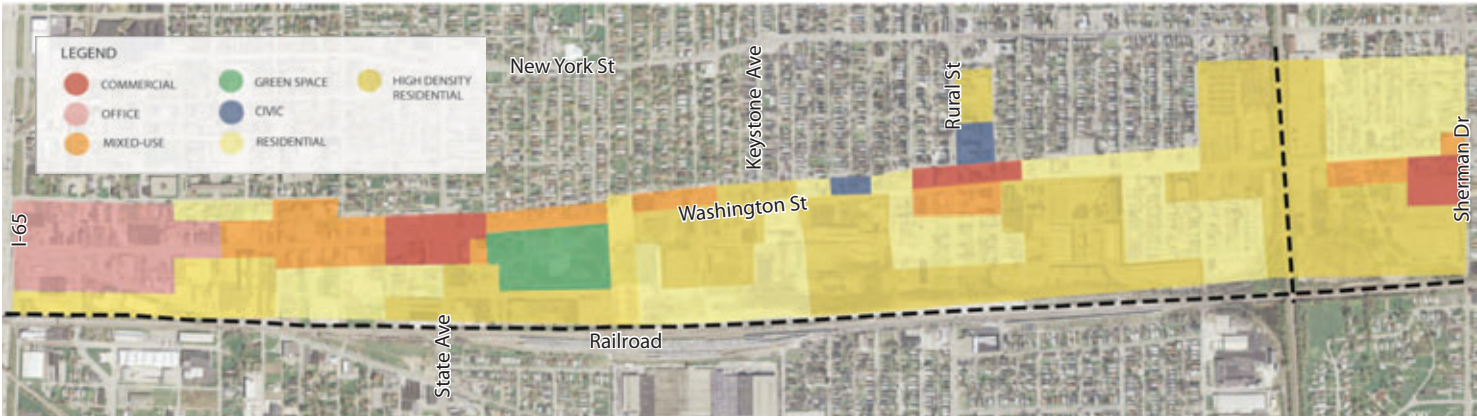 LEGEND
COMMERCIAL
OFFICE
MIXED-USE
GREEN SPACE
CIVIC
RESIDENTIAL
HIGH DENSITY
RESIDENTIAL
New York St
Keystone Ave
Rural St
Washington St
I-65
Sherman Dr
State Ave
Railroad